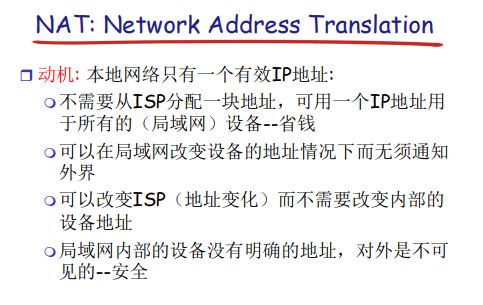 NAT: Network Address Translation
动机: 本地网络只有一个有效IP地址:
不需要从ISP分配一块地址，可用一个IP地址用
于所有的（局域网）设备--省钱
可以在局域网改变设备的地址情况下而无须通知
外界
可以改变ISP（地址变化）而不需要改变内部的
设备地址
局域网内部的设备没有明确的地址，对外是不可
见的--安全